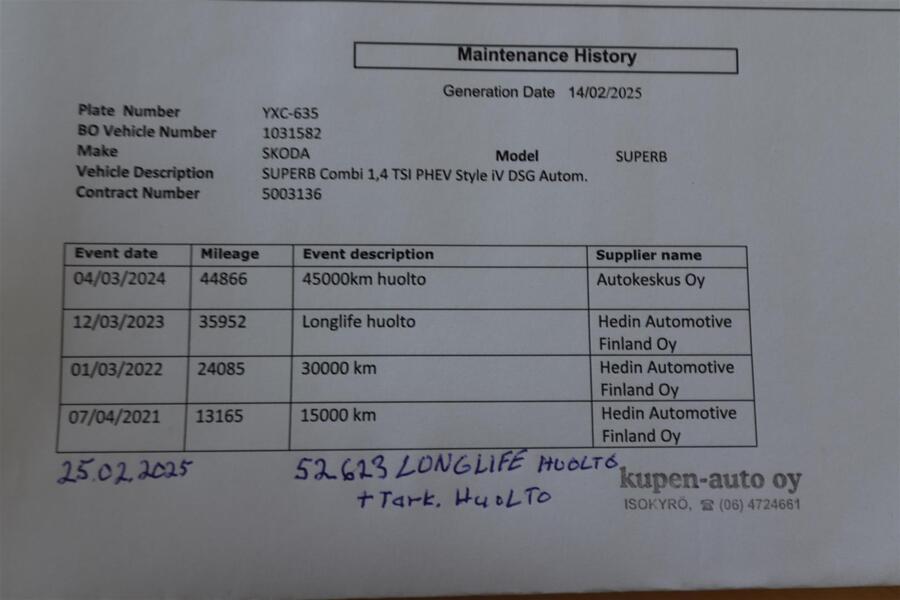 Maintenance History
Generation Date 14/02/2025
Plate Number YXC-635
BO Vehicle Number 1031582
Make SKODA Model SUPERB
Vehicle Description SUPERB Combi 1,4 TSI PHEV Style iV DSG Autom.
Contract Number 5003136
Event date Mileage Event description Supplier name
04/03/2024 44866 45000km huolto Autokeskus Oy
12/03/2023 35952 Longlife huolto Hedin Automotive
Finland Oy
01/03/2022 24085 30000 km Hedin Automotive
Finland Oy
07/04/2021 13165 15000 km Hedin Automotive
Finland Oy
25.02.2025 52623 LONGLIFE HUOLTO
+ Tark. HUOLTO
kupen-auto oy
ISOKYRÖ, ☎ (06) 4724661